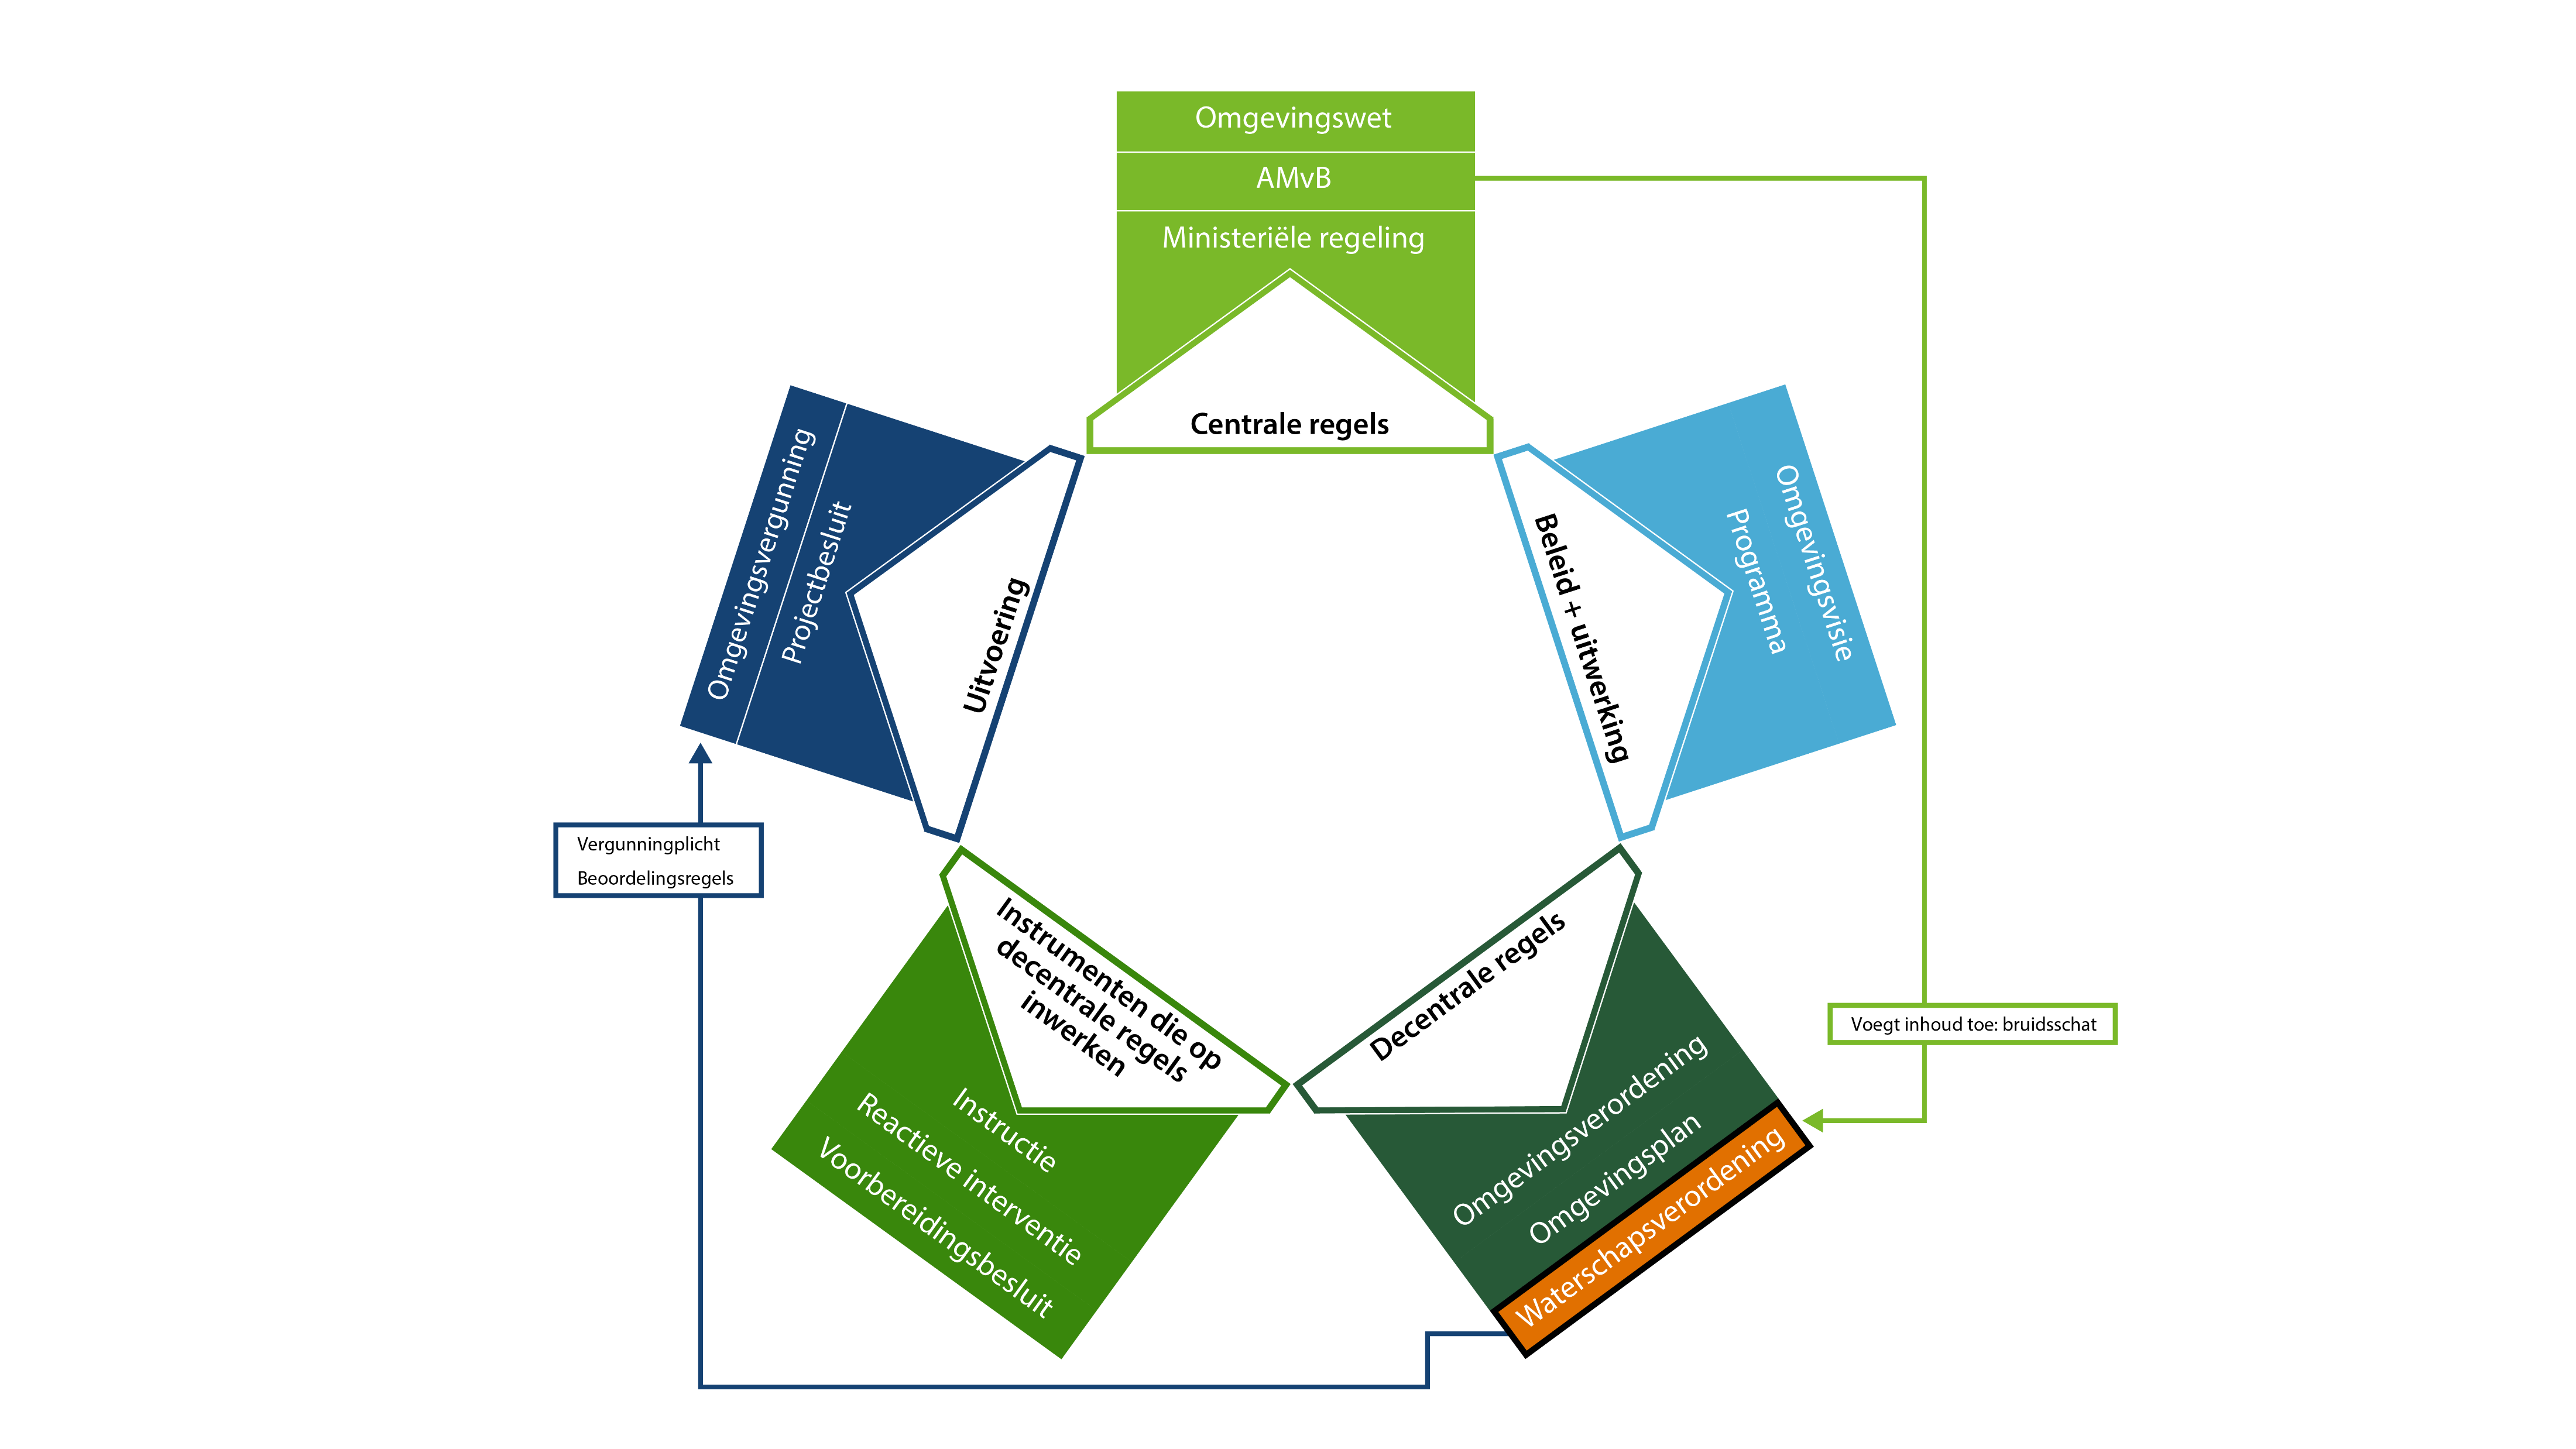 Omgevingswet
AMvB
Ministeriële regeling
Centrale regels
Omgevingsvergunning
Projectbesluit
Uitvoering
Beleid + uitwerking
Programma
Omgevingsvisie
Vergunningplicht
Beoordelingsregels
Instrumenten die op
decentrale regels
inwerken
Instructie
Reactieve interventie
Voorbereidingsbesluit
Decentrale regels
Omgevingsverordening
Omgevingsplan
Waterschapsverordening
Voegt inhoud toe: bruidsschat